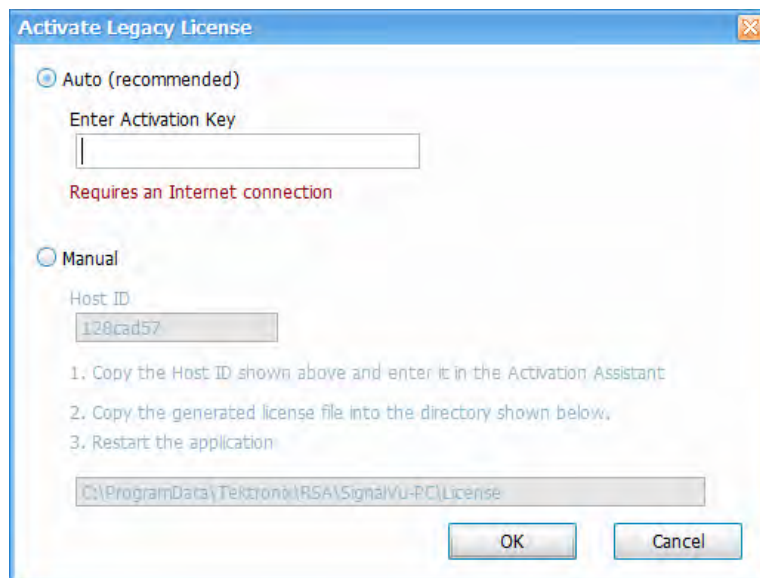 Activate Legacy License
Auto (recommended)
Enter Activation Key
Requires an Internet connection
Manual
Host ID
128cad57
1. Copy the Host ID shown above and enter it in the Activation Assistant
2. Copy the generated license file into the directory shown below.
3. Restart the application
C:\ProgramData\Tektronix\RSA\SignalVu-PC\License
OK Cancel